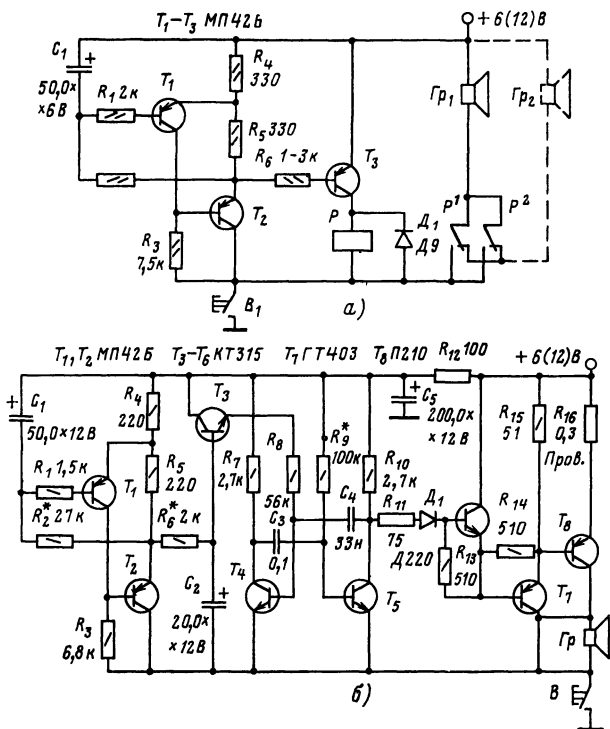 T1–T3 МП42Б
+6(12)В
C1
50,0×
×6В
R1 2к
T1
R4
330
R5 330
R6 1-3к
T3
Гр1
Гр2
T2
R3
7,5к
P
Д1
Д9
P1
P2
В1
а)
T1, T2 МП42Б
T3–T6 КТ315
T7 ГТ403
T8 П210
R12 100
+6(12)В
C1
50,0×12В
R4
220
T3
R7
2,7к
R8
56к
R9*
100к
R10
2,7к
C5
200,0×
×12В
R15
51
R16
0,3
Пров.
R1 1,5к
T1
R5
220
R2* 27к
R6* 2к
C3
0,1
C4
33н
R11
75
Д1
Д220
R14
510
R13
510
T8
T2
C2
20,0×
×12В
T4
T5
T7
Гр
R3
6,8к
б)
В